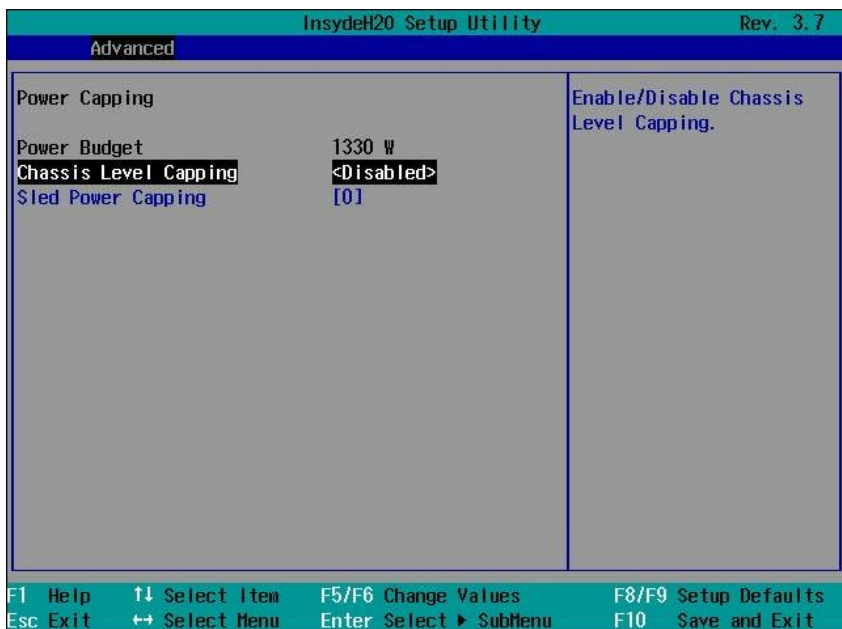 InsydeH20 Setup Utility Rev. 3.7
Advanced
Power Capping
Power Budget 1330 W
Chassis Level Capping <Disabled>
Sled Power Capping [0]
Enable/Disable Chassis
Level Capping.
F1 Help ↑↓ Select Item F5/F6 Change Values F8/F9 Setup Defaults
Esc Exit ↔ Select Menu Enter Select ▶ SubMenu F10 Save and Exit